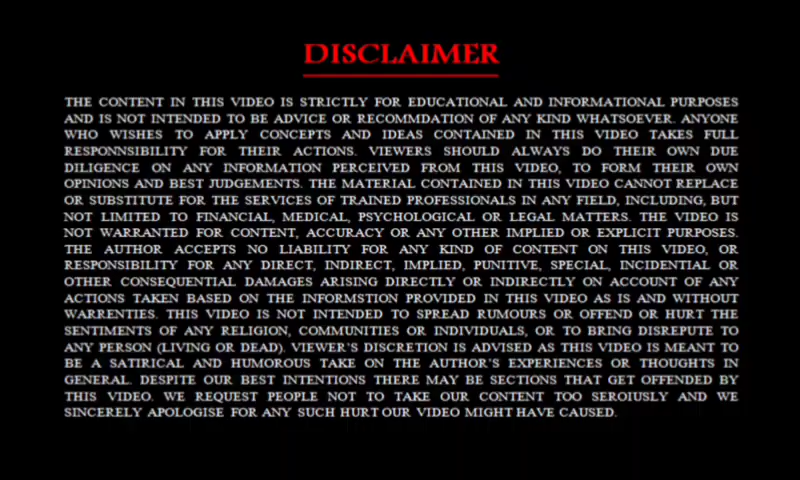 DISCLAIMER
THE CONTENT IN THIS VIDEO IS STRICTLY FOR EDUCATIONAL AND INFORMATIONAL PURPOSES
AND IS NOT INTENDED TO BE ADVICE OR RECOMMDATION OF ANY KIND WHATSOEVER. ANYONE
WHO WISHES TO APPLY CONCEPTS AND IDEAS CONTAINED IN THIS VIDEO TAKES FULL
RESPONNSIBILITY FOR THEIR ACTIONS. VIEWERS SHOULD ALWAYS DO THEIR OWN DUE
DILIGENCE ON ANY INFORMATION PERCEIVED FROM THIS VIDEO, TO FORM THEIR OWN
OPINIONS AND BEST JUDGEMENTS. THE MATERIAL CONTAINED IN THIS VIDEO CANNOT REPLACE
OR SUBSTITUTE FOR THE SERVICES OF TRAINED PROFESSIONALS IN ANY FIELD, INCLUDING, BUT
NOT LIMITED TO FINANCIAL, MEDICAL, PSYCHOLOGICAL OR LEGAL MATTERS. THE VIDEO IS
NOT WARRANTED FOR CONTENT, ACCURACY OR ANY OTHER IMPLIED OR EXPLICIT PURPOSES.
THE AUTHOR ACCEPTS NO LIABILITY FOR ANY KIND OF CONTENT ON THIS VIDEO, OR
RESPONSIBILITY FOR ANY DIRECT, INDIRECT, IMPLIED, PUNITIVE, SPECIAL, INCIDENTAL OR
OTHER CONSEQUENTIAL DAMAGES ARISING DIRECTLY OR INDIRECTLY ON ACCOUNT OF ANY
ACTIONS TAKEN BASED ON THE INFORMSTION PROVIDED IN THIS VIDEO AS IS AND WITHOUT
WARRENTIES. THIS VIDEO IS NOT INTENDED TO SPREAD RUMOURS OR OFFEND OR HURT THE
SENTIMENTS OF ANY RELIGION, COMMUNITIES OR INDIVIDUALS, OR TO BRING DISREPUTE TO
ANY PERSON (LIVING OR DEAD). VIEWER'S DISCRETION IS ADVISED AS THIS VIDEO IS MEANT TO
BE A SATIRICAL AND HUMOROUS TAKE ON THE AUTHOR'S EXPERIENCES OR THOUGHTS IN
GENERAL. DESPITE OUR BEST INTENTIONS THERE MAY BE SECTIONS THAT GET OFFENDED BY
THIS VIDEO. WE REQUEST PEOPLE NOT TO TAKE OUR CONTENT TOO SEROIUSLY AND WE
SINCERELY APOLOGISE FOR ANY SUCH HURT OUR VIDEO MIGHT HAVE CAUSED.